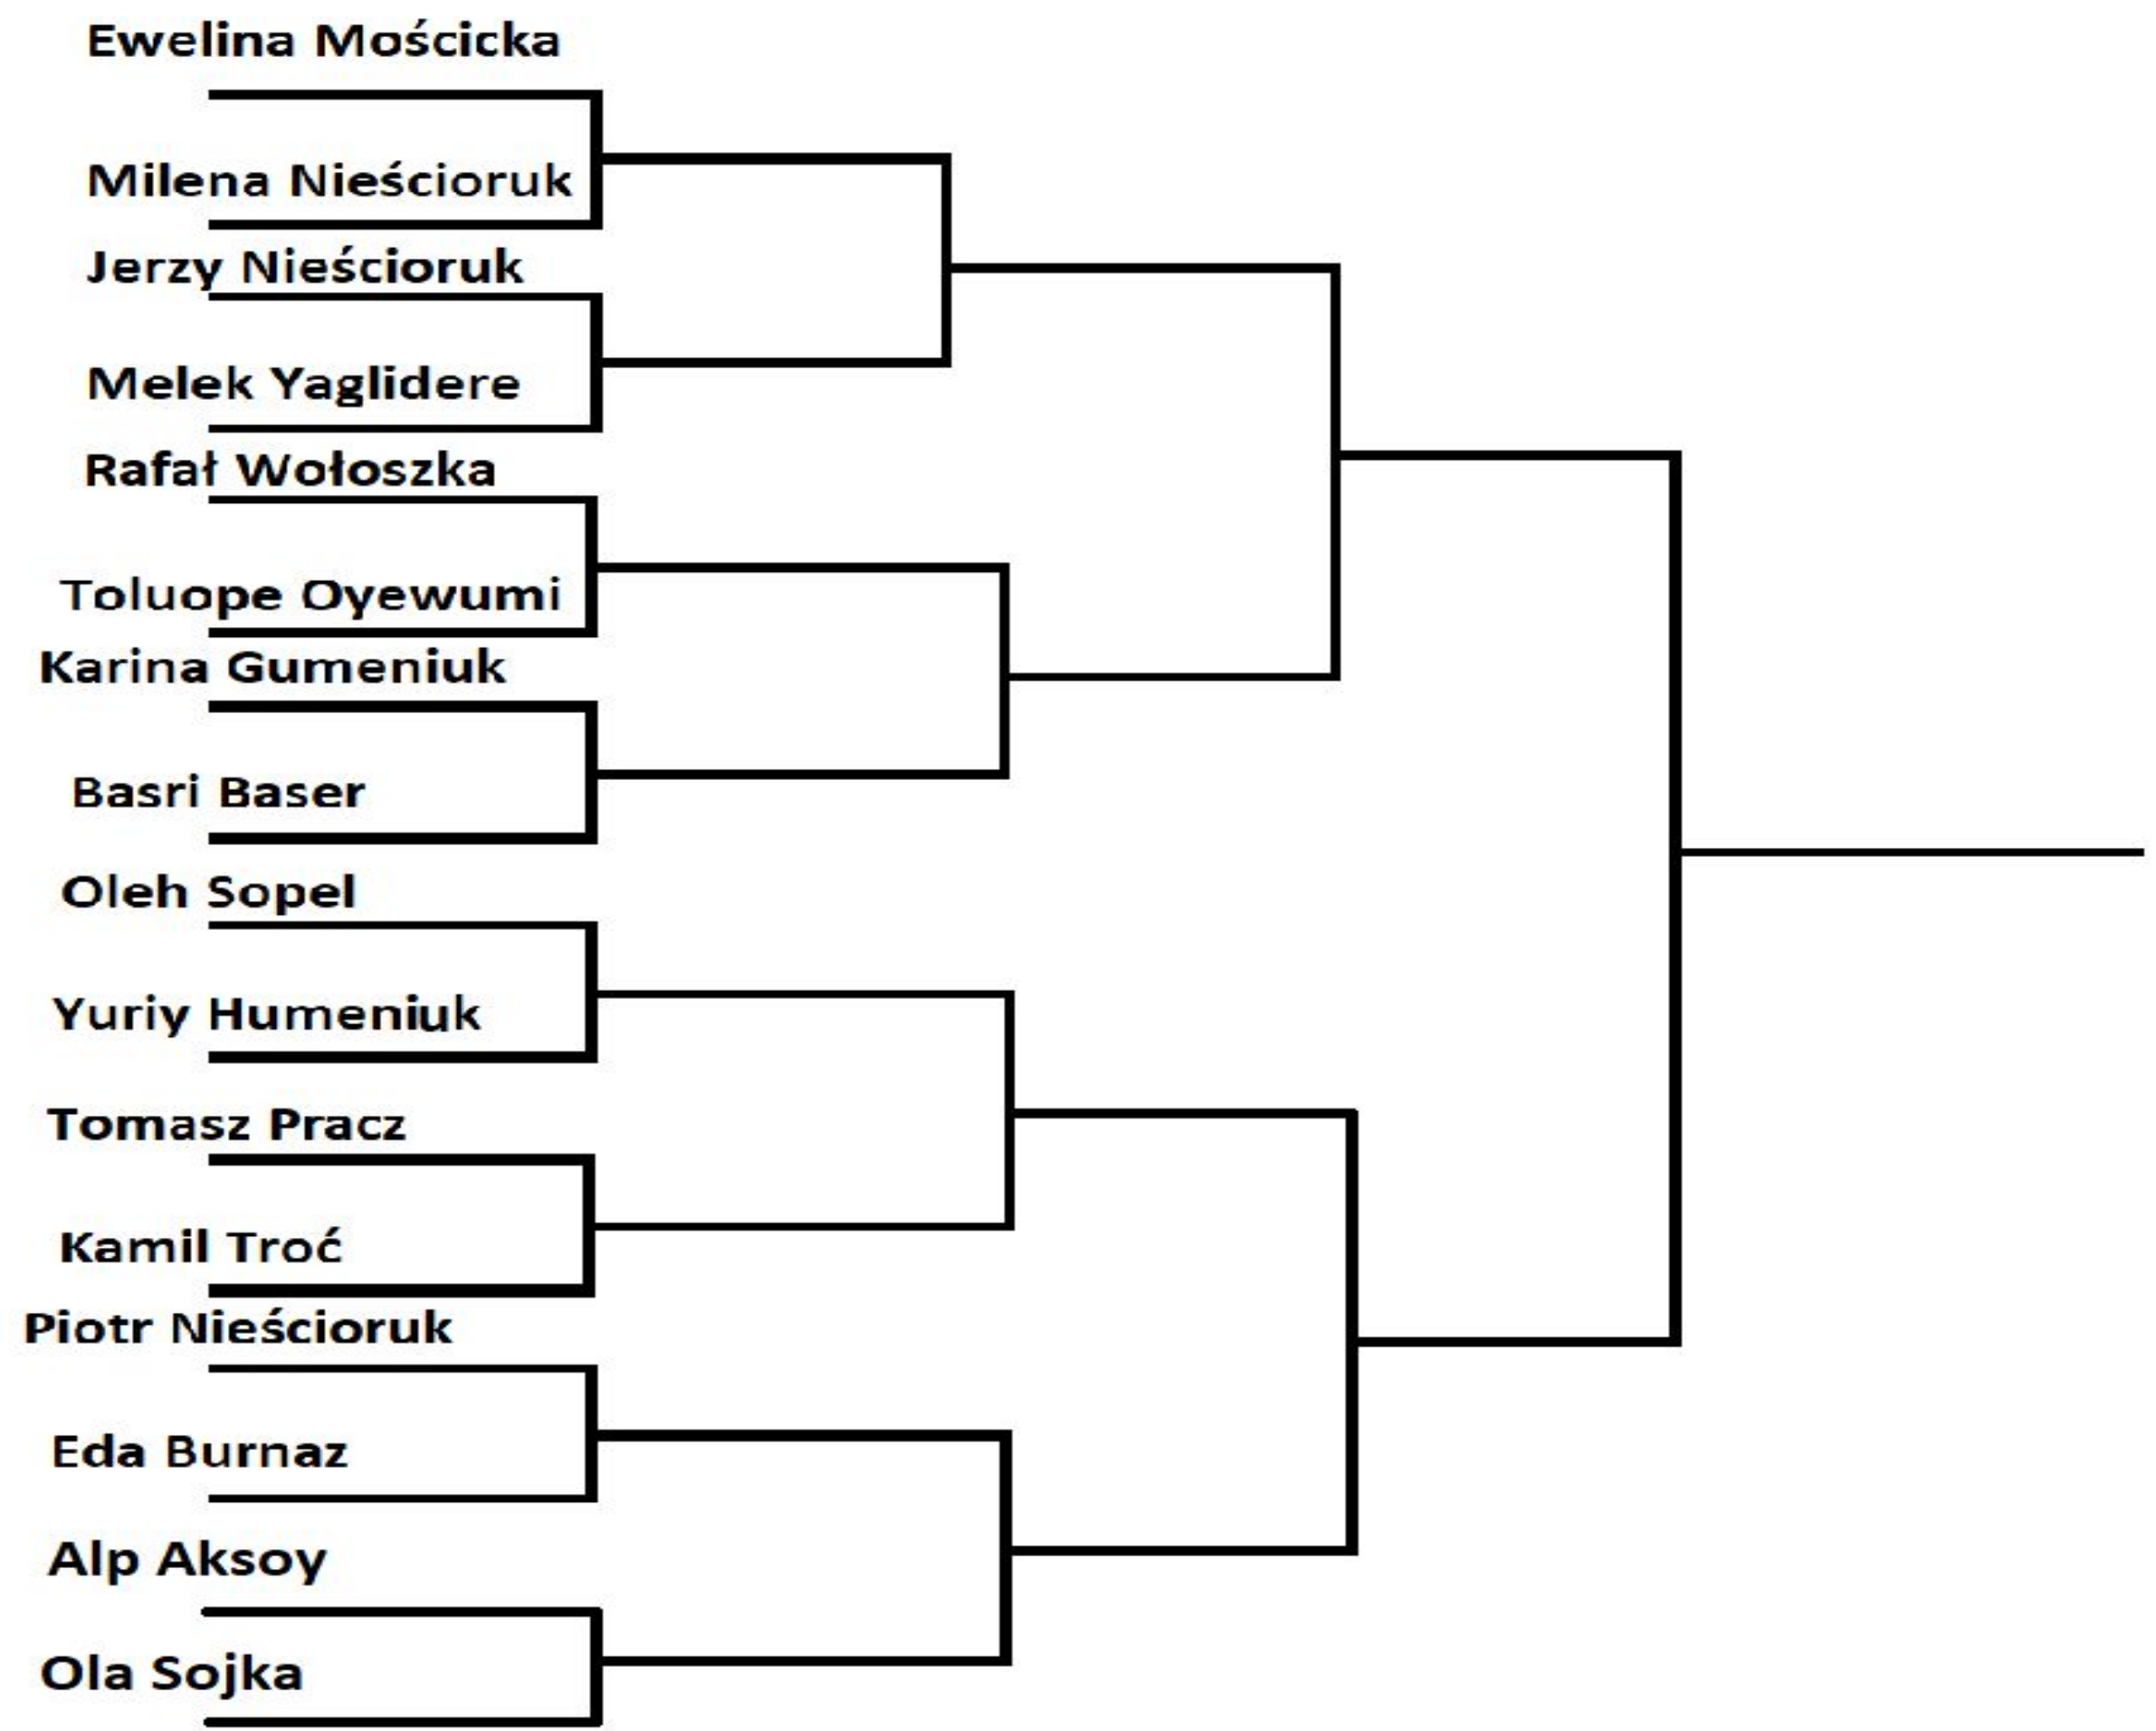 Ewelina Mościcka
Milena Nieścioruk
Jerzy Nieścioruk
Melek Yaglidere
Rafał Wołoszka
Toluope Oyewumi
Karina Gumeniuk
Basri Baser
Oleh Sopel
Yuriy Humeniuk
Tomasz Pracz
Kamil Troć
Piotr Nieścioruk
Eda Burnaz
Alp Aksoy
Ola Sojka